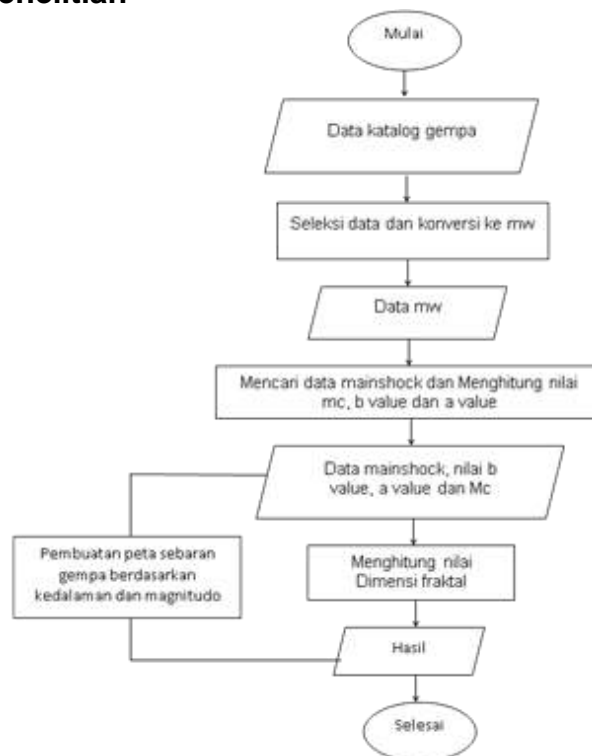 Mulai
Data katalog gempa
Seleksi data dan konversi ke mw
Data mw
Mencari data mainshock dan Menghitung nilai
mc, b value dan a value
Data mainshock, nilai b
value, a value dan Mc
Pembuatan peta sebaran
gempa berdasarkan
kedalaman dan magnitudo
Menghitung nilai
Dimensi fraktal
Hasil
Selesai